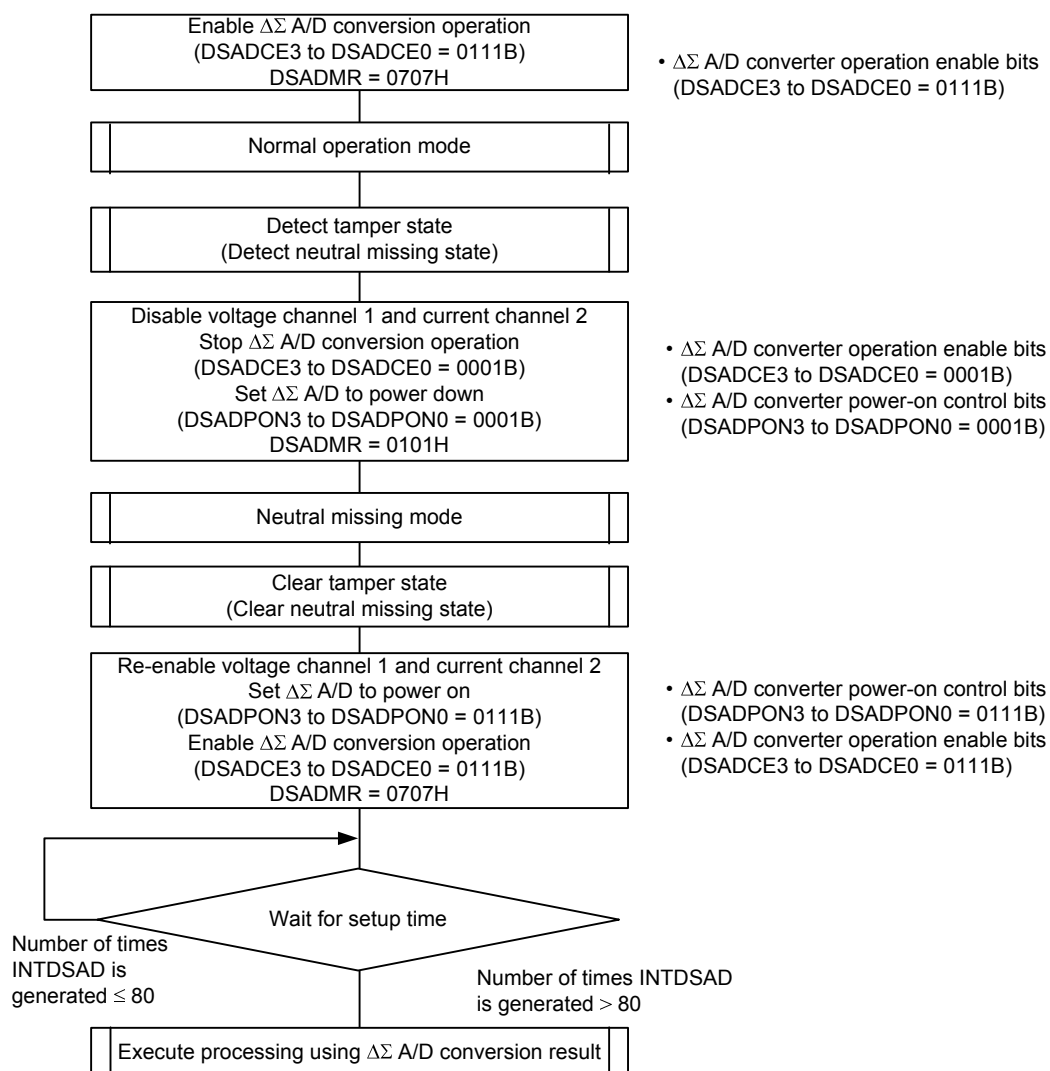 Enable ΔΣ A/D conversion operation
(DSADCE3 to DSADCE0 = 0111B)
DSADMR = 0707H
• ΔΣ A/D converter operation enable bits
(DSADCE3 to DSADCE0 = 0111B)
Normal operation mode
Detect tamper state
(Detect neutral missing state)
Disable voltage channel 1 and current channel 2
Stop ΔΣ A/D conversion operation
(DSADCE3 to DSADCE0 = 0001B)
Set ΔΣ A/D to power down
(DSADPON3 to DSADPON0 = 0001B)
DSADMR = 0101H
• ΔΣ A/D converter operation enable bits
(DSADCE3 to DSADCE0 = 0001B)
• ΔΣ A/D converter power-on control bits
(DSADPON3 to DSADPON0 = 0001B)
Neutral missing mode
Clear tamper state
(Clear neutral missing state)
Re-enable voltage channel 1 and current channel 2
Set ΔΣ A/D to power on
(DSADPON3 to DSADPON0 = 0111B)
Enable ΔΣ A/D conversion operation
(DSADCE3 to DSADCE0 = 0111B)
DSADMR = 0707H
• ΔΣ A/D converter power-on control bits
(DSADPON3 to DSADPON0 = 0111B)
• ΔΣ A/D converter operation enable bits
(DSADCE3 to DSADCE0 = 0111B)
Wait for setup time
Number of times
INTDSAD is
generated ≤ 80
Number of times INTDSAD
is generated > 80
Execute processing using ΔΣ A/D conversion result